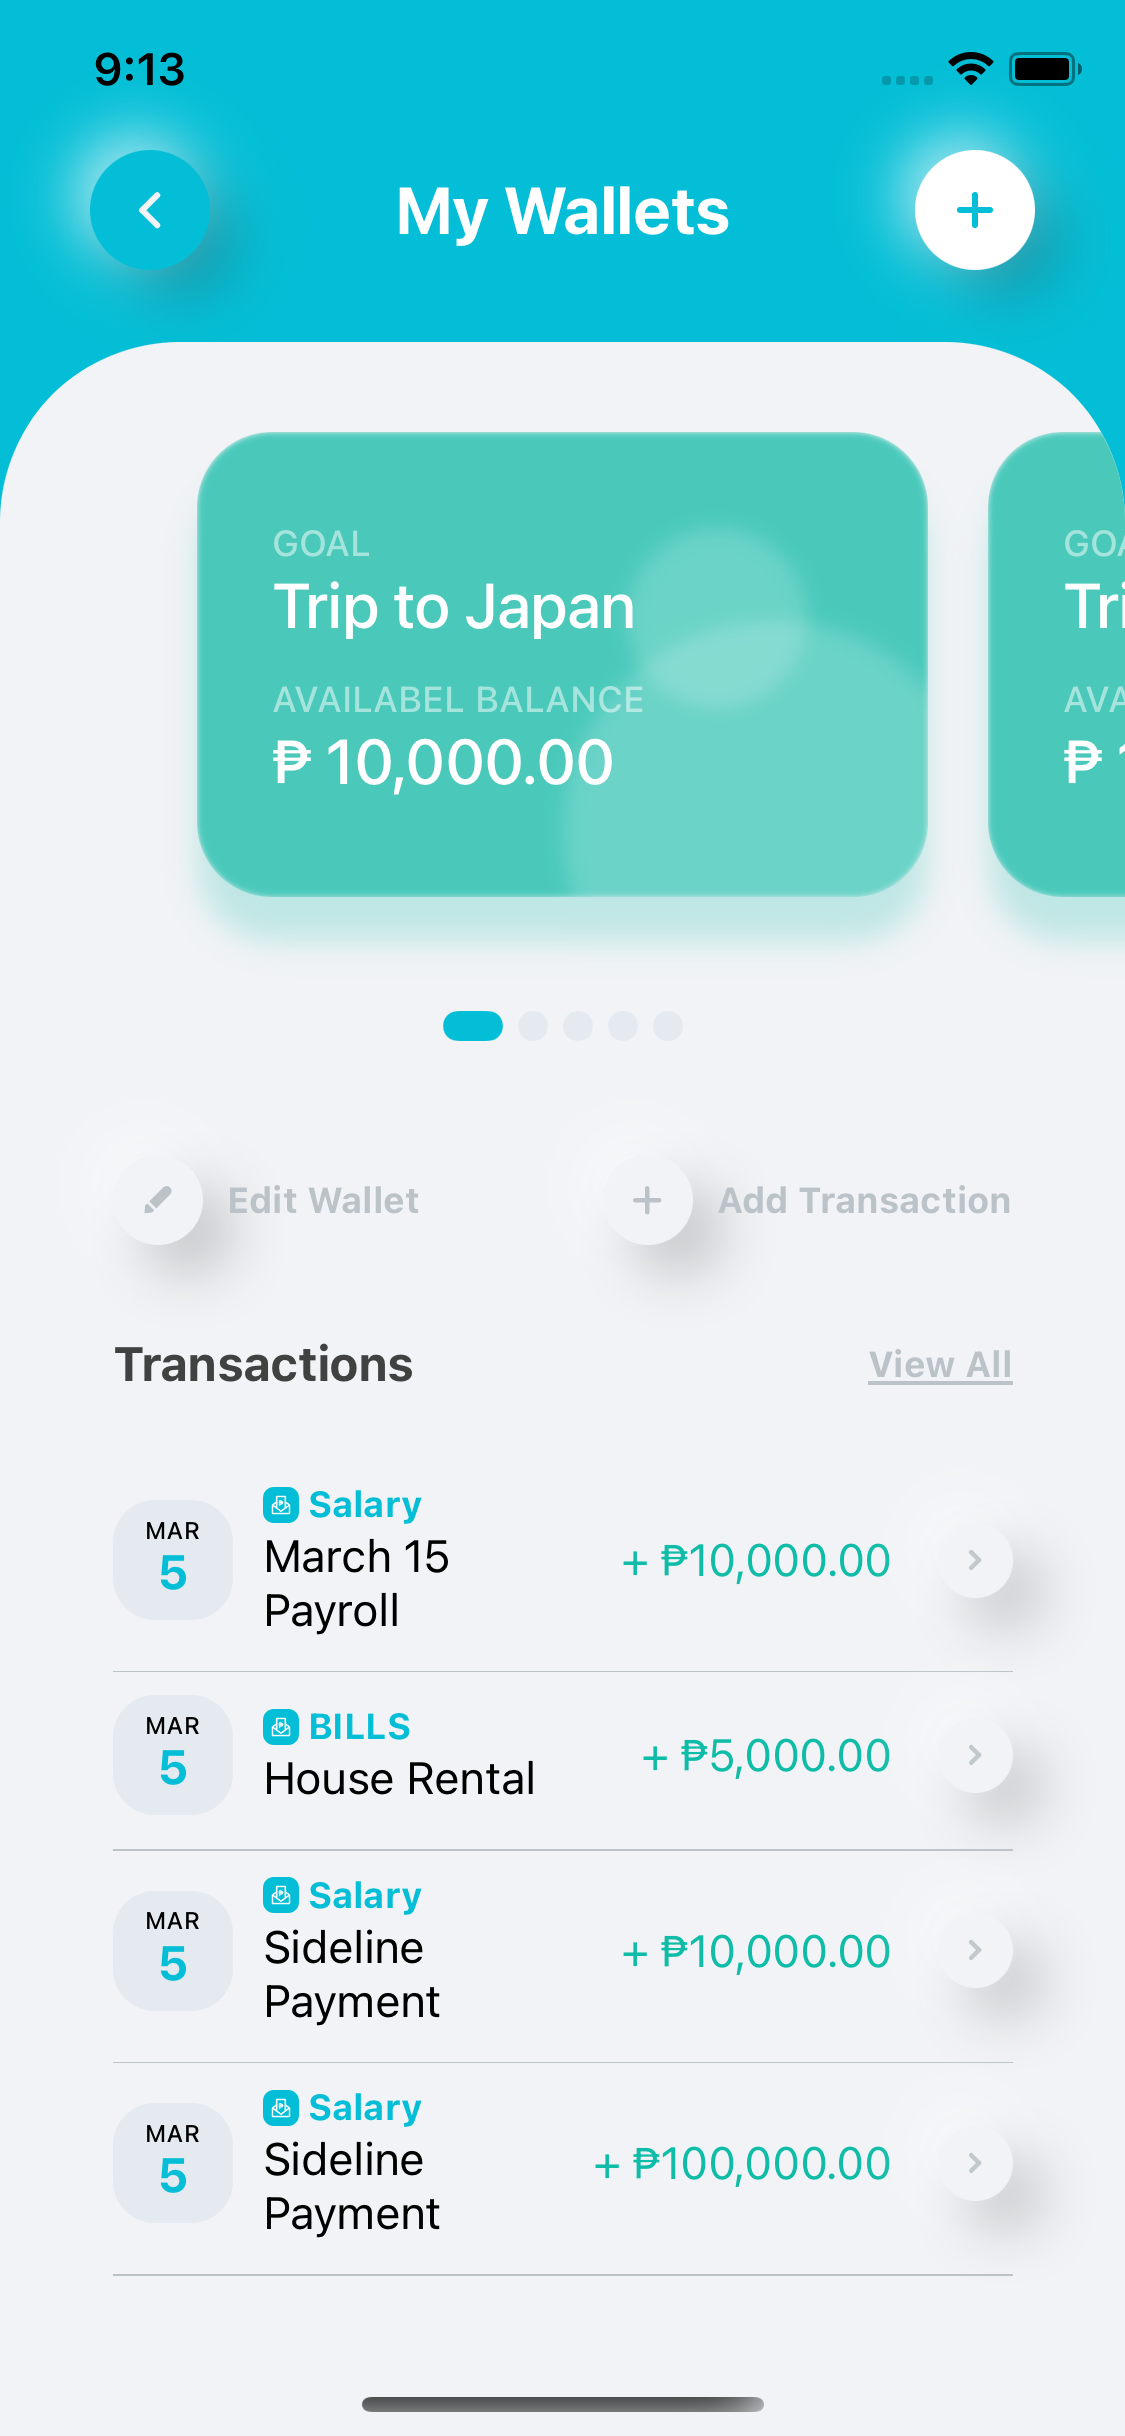 9:13
My Wallets
GOAL
Trip to Japan
AVAILABEL BALANCE
₱ 10,000.00
GOA
Tri
AVA
₱ 1
Edit Wallet
Add Transaction
Transactions
View All
MAR
5
Salary
March 15
Payroll
+ ₱10,000.00
MAR
5
BILLS
House Rental
+ ₱5,000.00
MAR
5
Salary
Sideline
Payment
+ ₱10,000.00
MAR
5
Salary
Sideline
Payment
+ ₱100,000.00